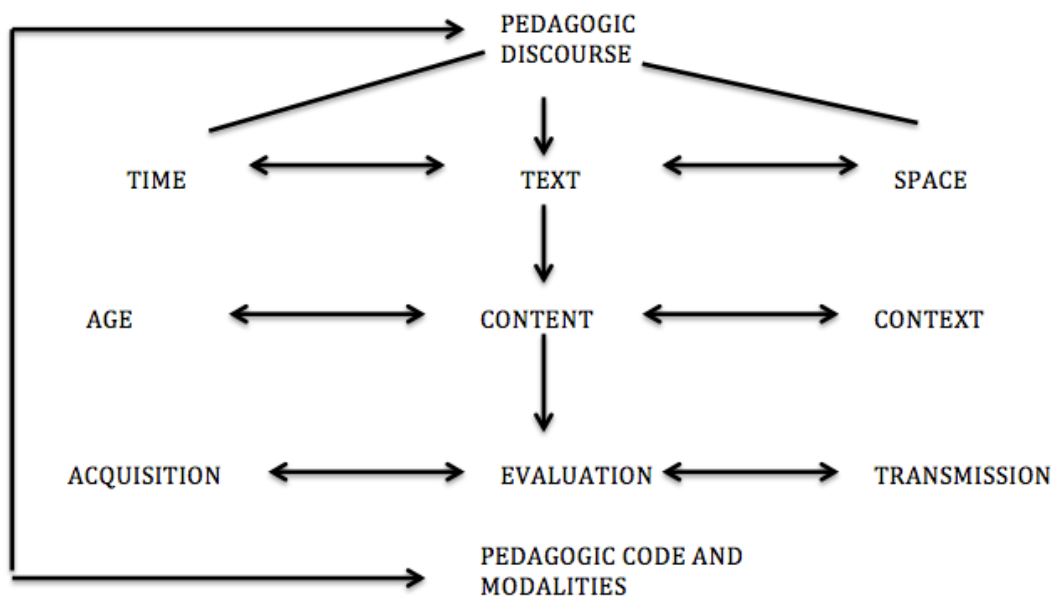 PEDAGOGIC
DISCOURSE
TIME
TEXT
SPACE
AGE
CONTENT
CONTEXT
ACQUISITION
EVALUATION
TRANSMISSION
PEDAGOGIC CODE AND
MODALITIES